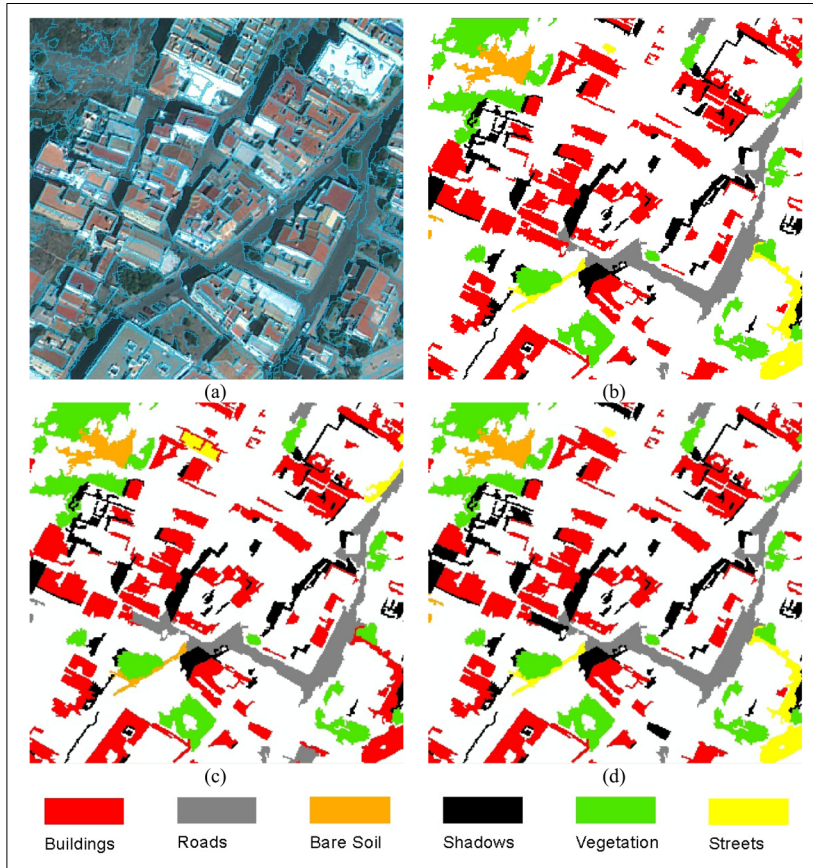 (a)
(b)
(c)
(d)
Buildings
Roads
Bare Soil
Shadows
Vegetation
Streets